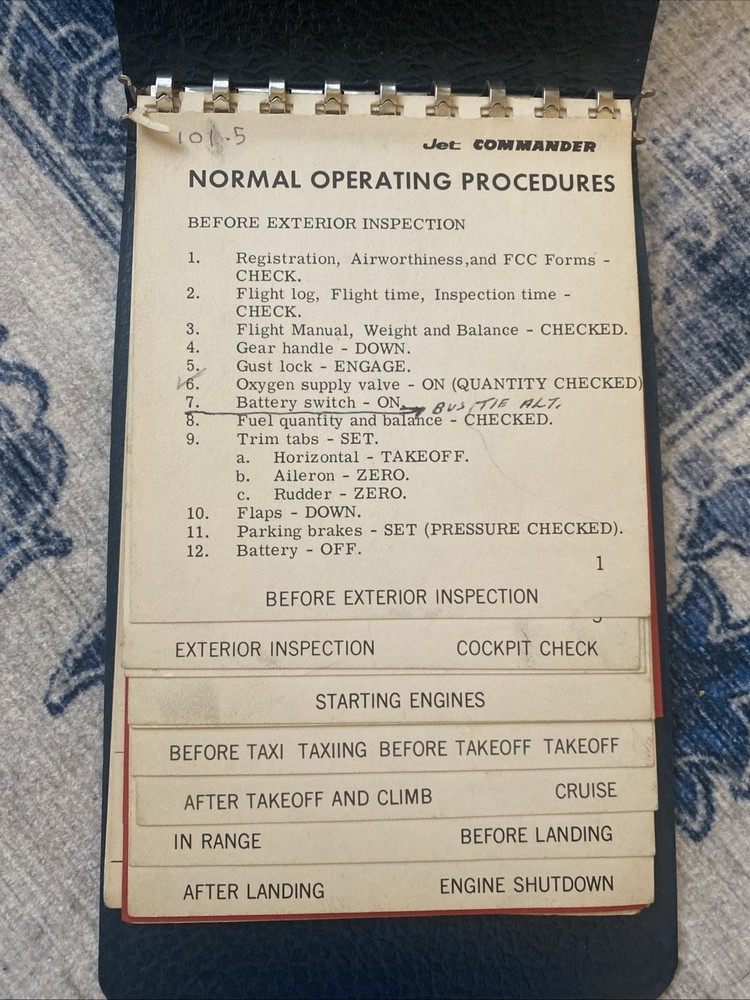 101.5
Jet COMMANDER
NORMAL OPERATING PROCEDURES
BEFORE EXTERIOR INSPECTION
1. Registration, Airworthiness,and FCC Forms -
CHECK.
2. Flight log, Flight time, Inspection time -
CHECK.
3. Flight Manual, Weight and Balance - CHECKED.
4. Gear handle - DOWN.
5. Gust lock - ENGAGE.
6. Oxygen supply valve - ON (QUANTITY CHECKED)
7. Battery switch - ON. BUS TIE ALT.
8. Fuel quantity and balance - CHECKED.
9. Trim tabs - SET.
a. Horizontal - TAKEOFF.
b. Aileron - ZERO.
c. Rudder - ZERO.
10. Flaps - DOWN.
11. Parking brakes - SET (PRESSURE CHECKED).
12. Battery - OFF.
1
BEFORE EXTERIOR INSPECTION
EXTERIOR INSPECTION COCKPIT CHECK
STARTING ENGINES
BEFORE TAXI TAXIING BEFORE TAKEOFF TAKEOFF
AFTER TAKEOFF AND CLIMB CRUISE
IN RANGE BEFORE LANDING
AFTER LANDING ENGINE SHUTDOWN